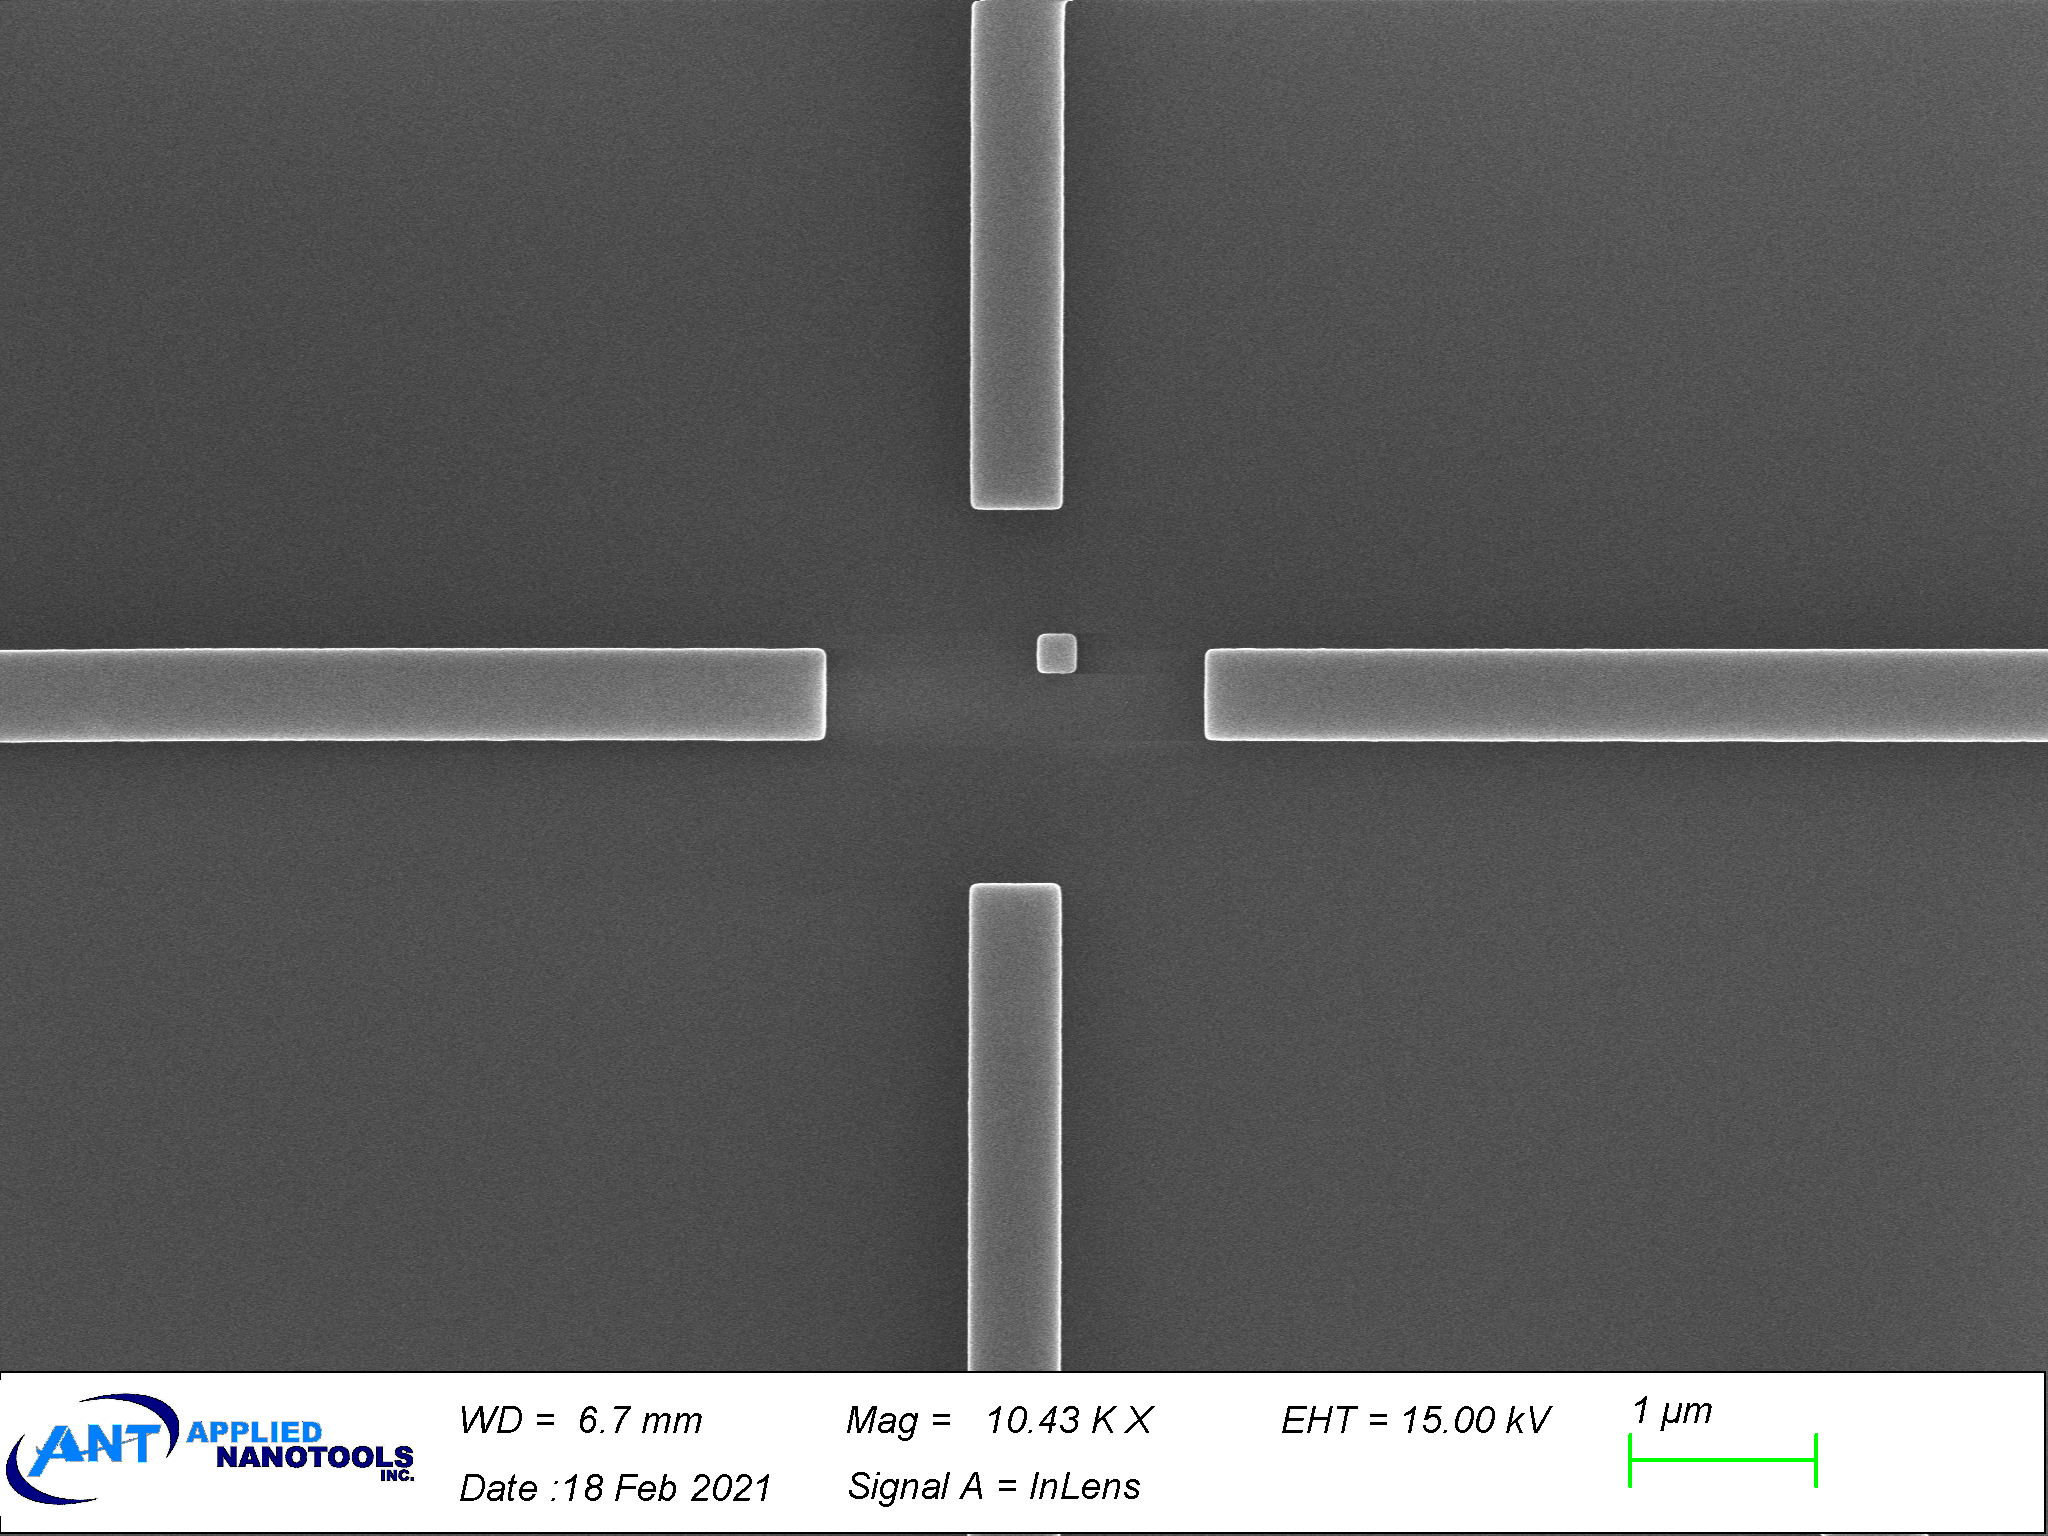 ANT APPLIED
NANOTOOLS
INC.
WD = 6.7 mm
Mag = 10.43 K X
EHT = 15.00 kV
1 µm
Date :18 Feb 2021
Signal A = InLens